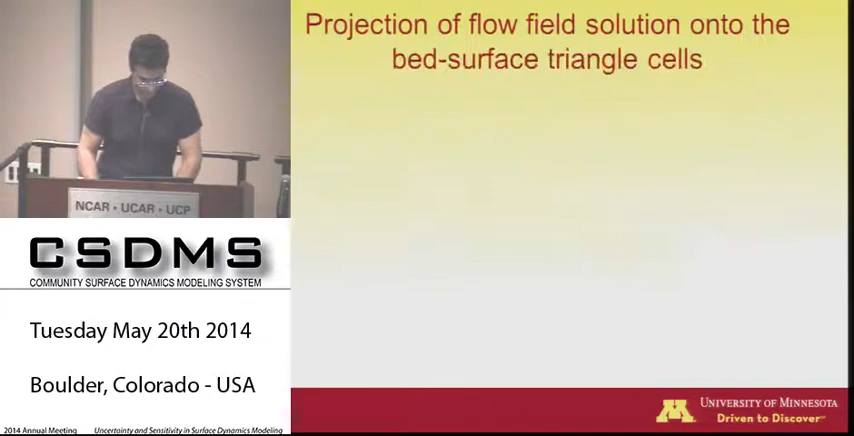 Projection of flow field solution onto the
bed-surface triangle cells
NCAR • UCAR • UCP
CSDMS
COMMUNITY SURFACE DYNAMICS MODELING SYSTEM
Tuesday May 20th 2014
Boulder, Colorado - USA
2014 Annual Meeting
Uncertainty and Sensitivity in Surface Dynamics Modeling
M
UNIVERSITY OF MINNESOTA
Driven to Discover